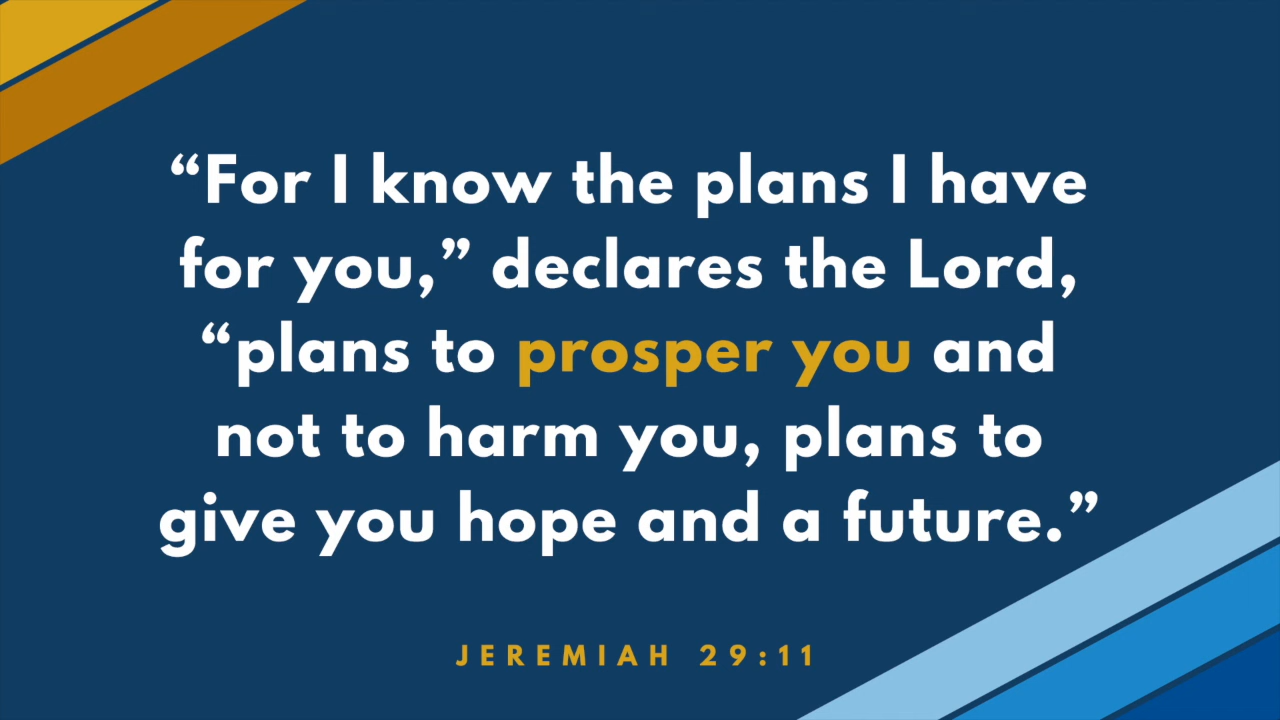 “For I know the plans I have
for you,” declares the Lord,
“plans to prosper you and
not to harm you, plans to
give you hope and a future.”
JEREMIAH 29:11